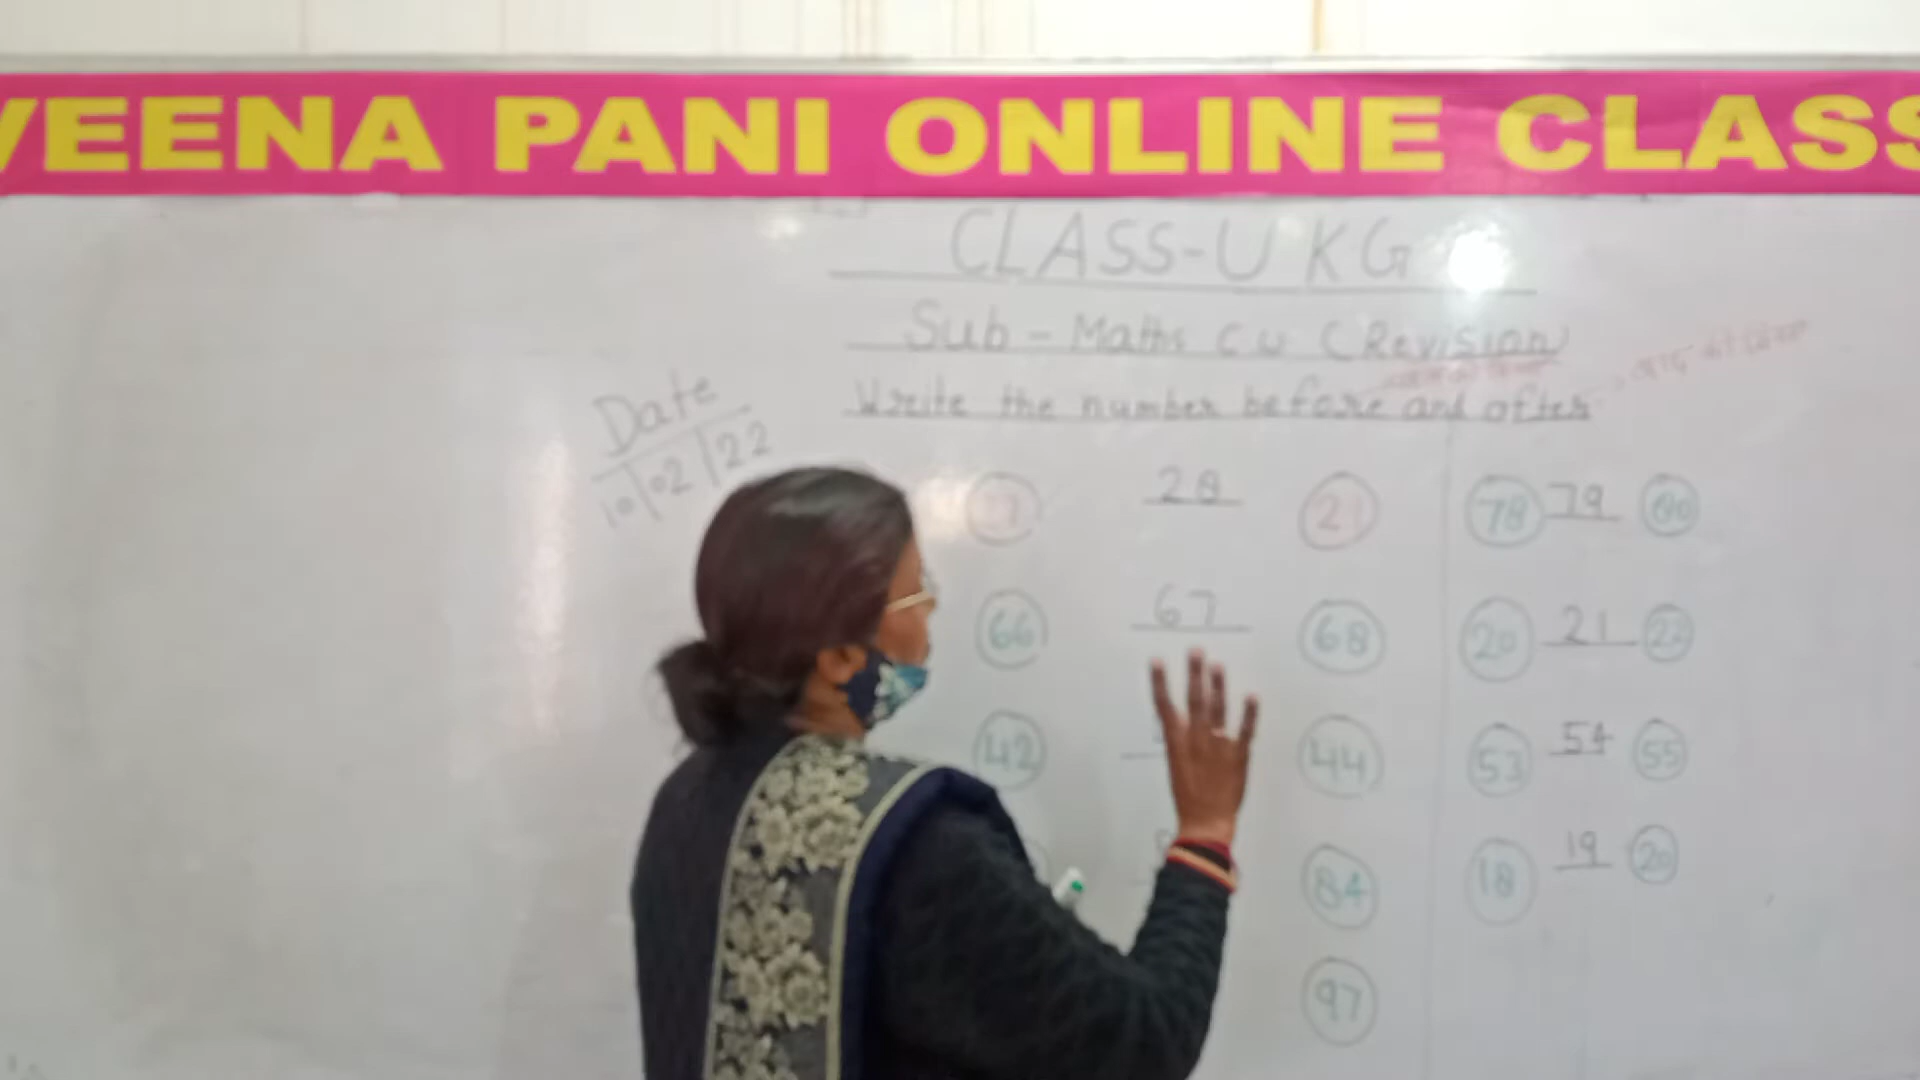 VEENA PANI ONLINE CLASS
CLASS-U KG
Sub - Maths C.W (Revision)
Write the number before and after
Date
10/02/22
28 21 78 79 80
66 67 68 20 21 22
42 44 53 54 55
84 18 19 20
97